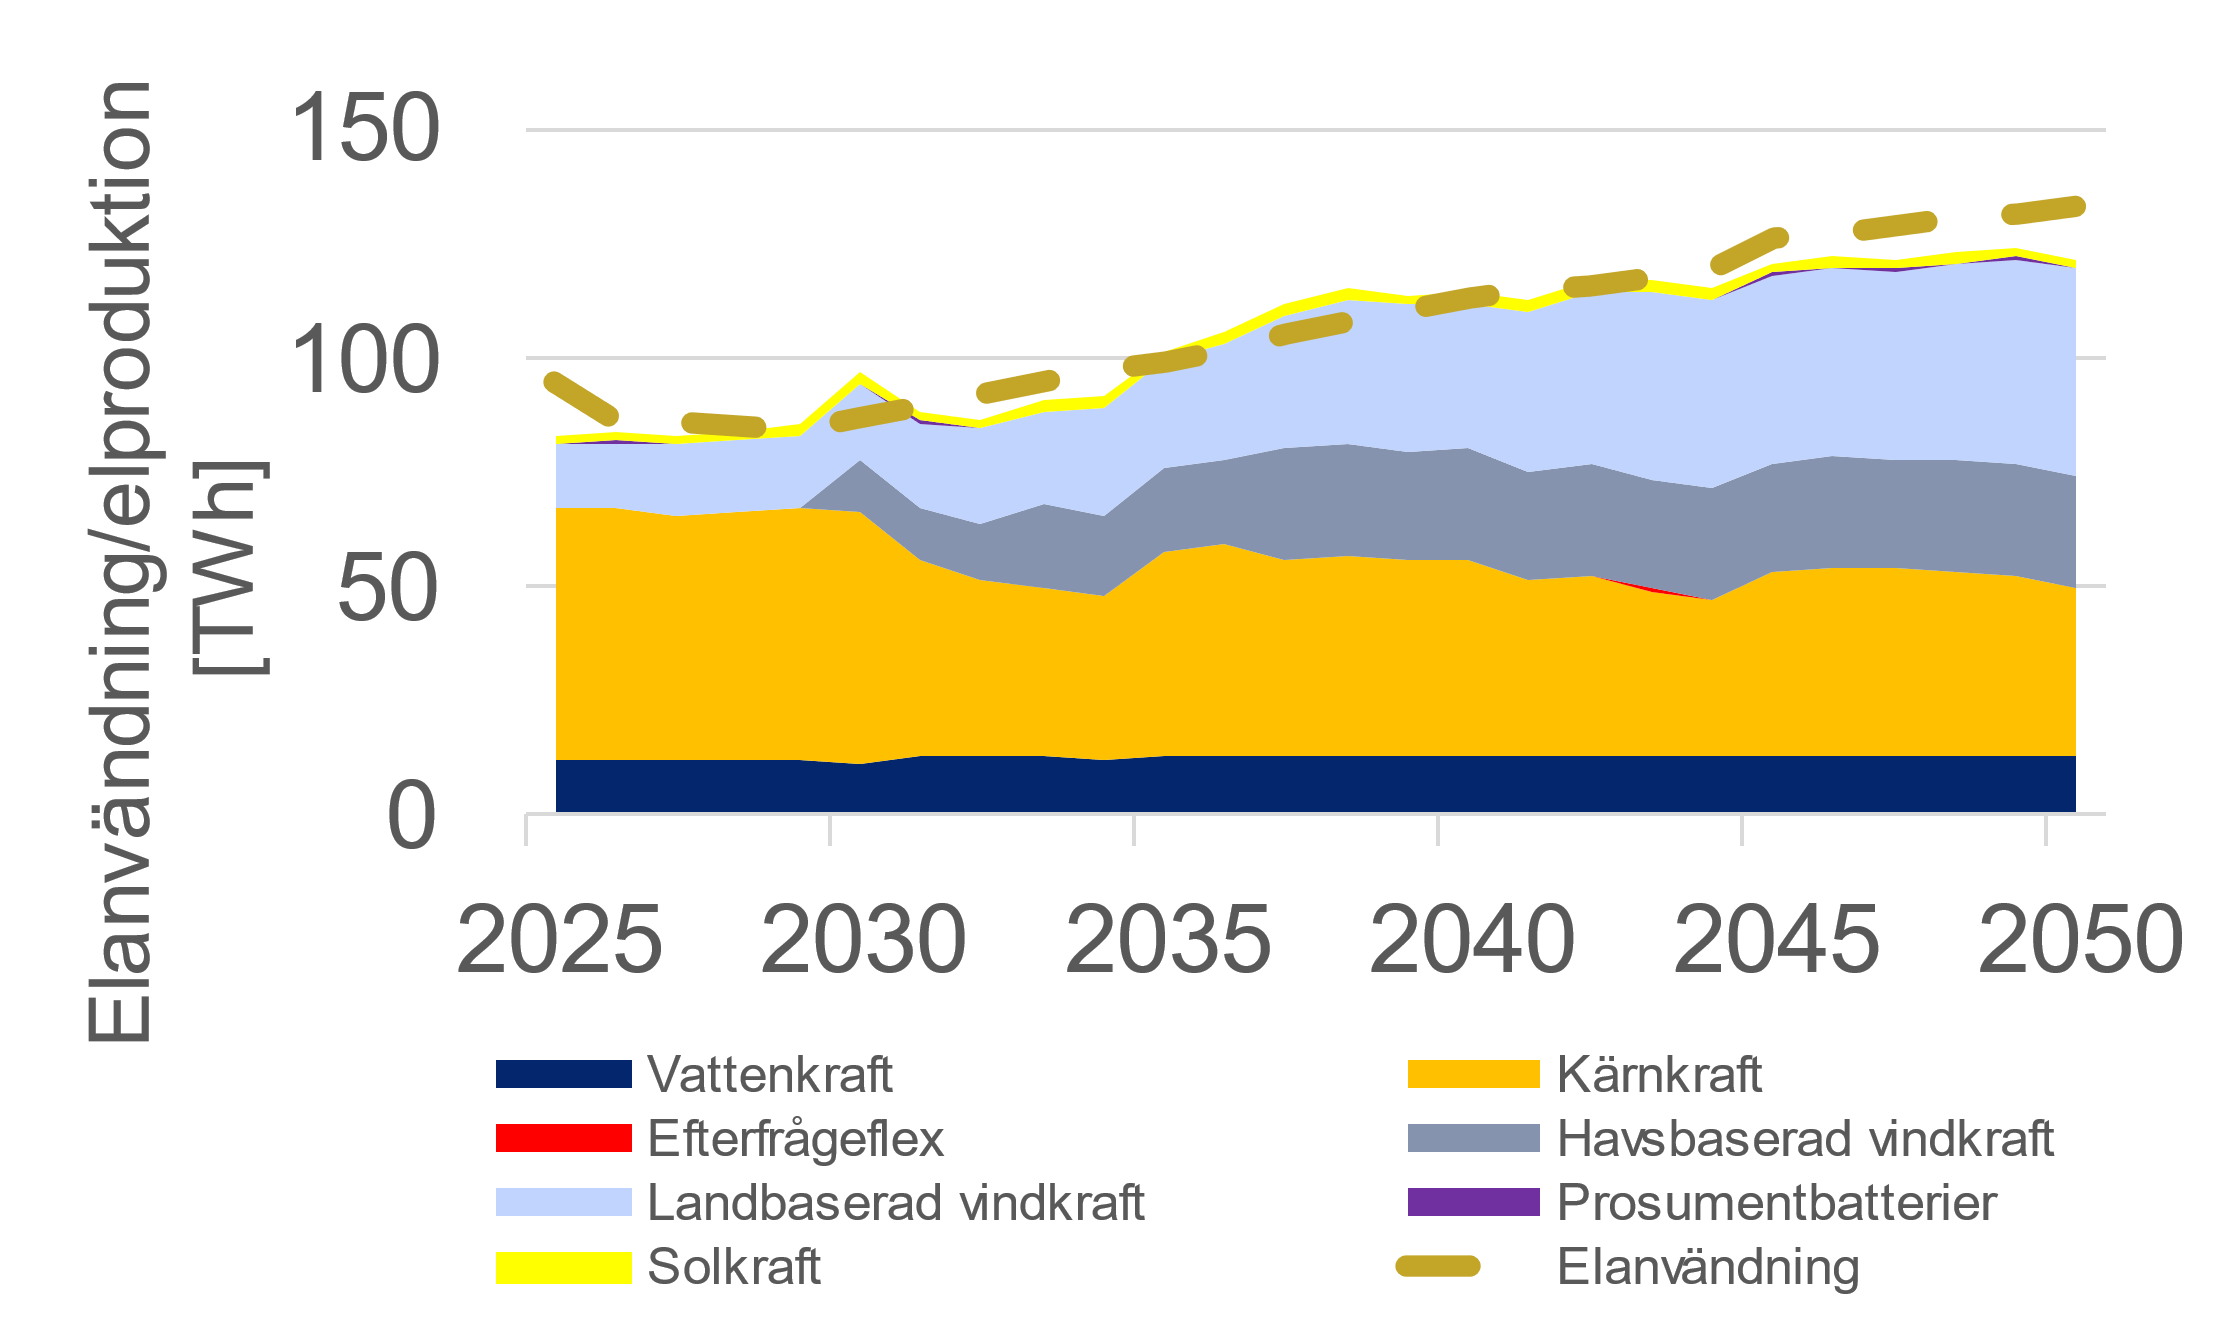 Elanvändning/elproduktion
[TWh]
150
100
50
0
2025 2030 2035 2040 2045 2050
Vattenkraft Kärnkraft
Efterfrågeflex Havsbaserad vindkraft
Landbaserad vindkraft Prosumentbatterier
Solkraft Elanvändning